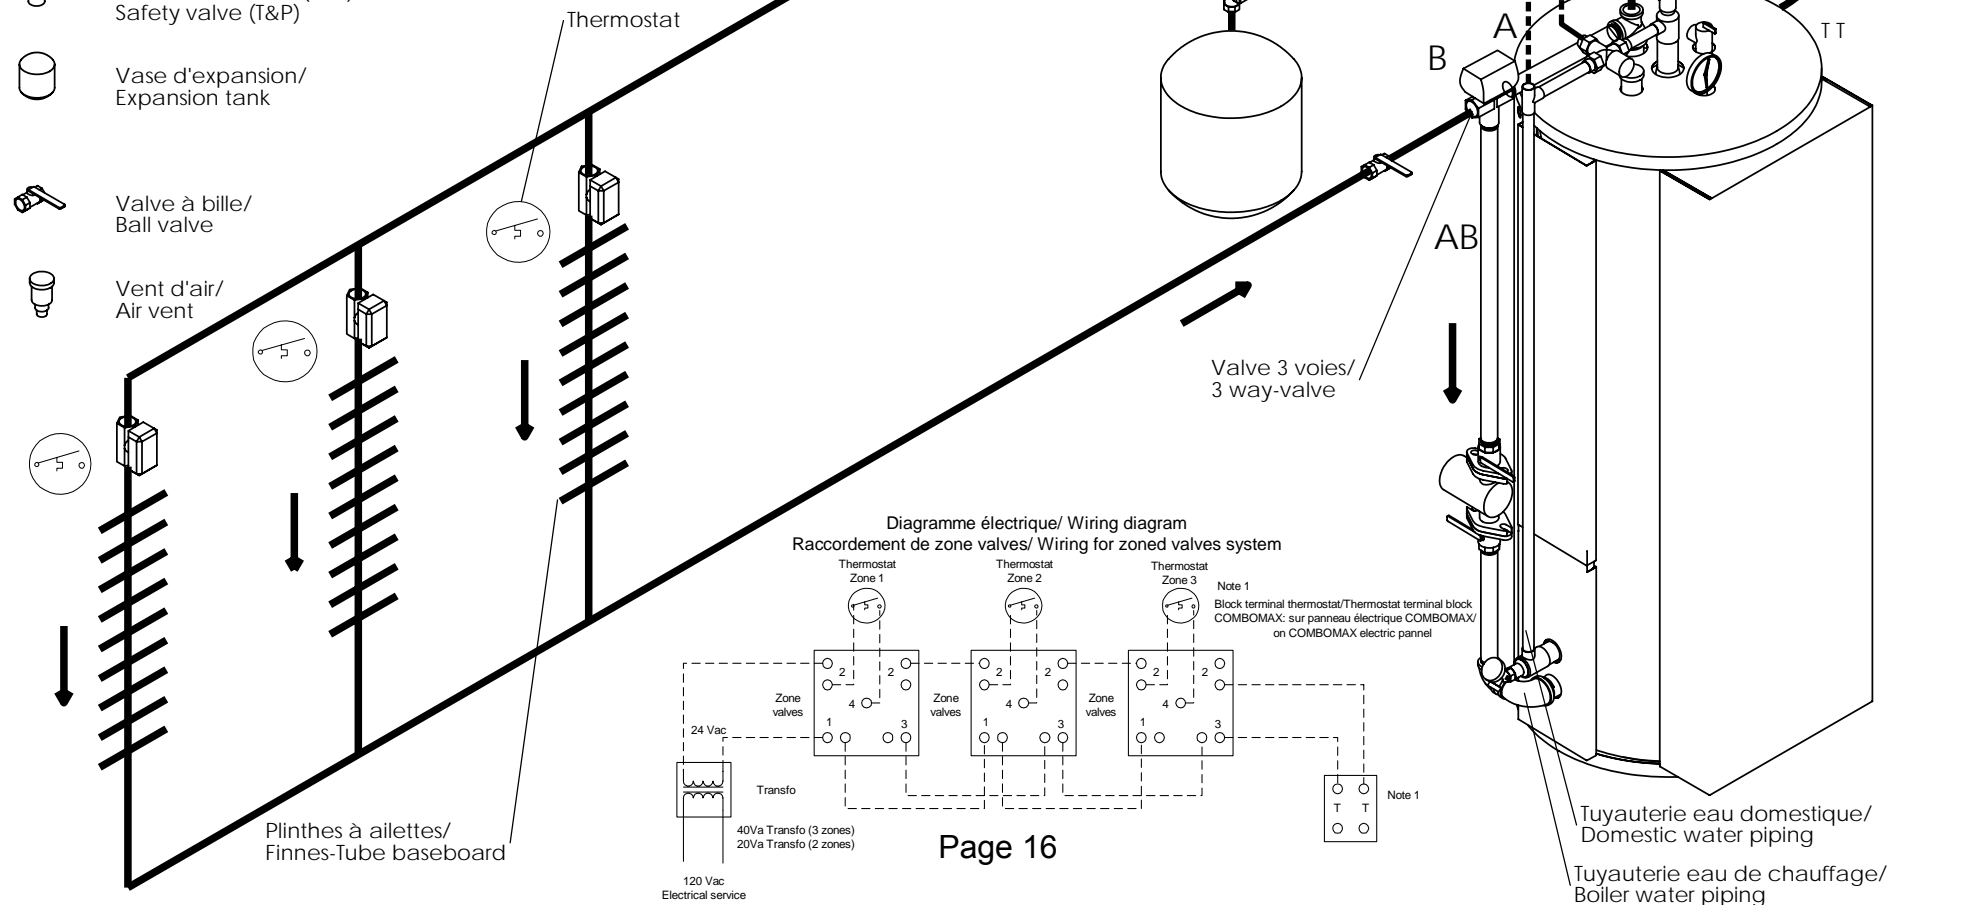 Safety valve (T&P)
Vase d'expansion/
Expansion tank
Valve à bille/
Ball valve
Vent d'air/
Air vent
Thermostat
A
B
AB
T T
Valve 3 voies/
3 way-valve
Plinthes à ailettes/
Finnes-Tube baseboard
Tuyauterie eau domestique/
Domestic water piping
Tuyauterie eau de chauffage/
Boiler water piping
Diagramme électrique/ Wiring diagram
Raccordement de zone valves/ Wiring for zoned valves system
Thermostat
Zone 1
Thermostat
Zone 2
Thermostat
Zone 3
Note 1
Block terminal thermostat/Thermostat terminal block
COMBOMAX: sur panneau électrique COMBOMAX/
on COMBOMAX electric pannel
2 2
4
1 3
Zone
valves
2 2
4
1 3
Zone
valves
2 2
4
1 3
Zone
valves
24 Vac
Transfo
40Va Transfo (3 zones)
20Va Transfo (2 zones)
120 Vac
Electrical service
T T
Note 1
Page 16